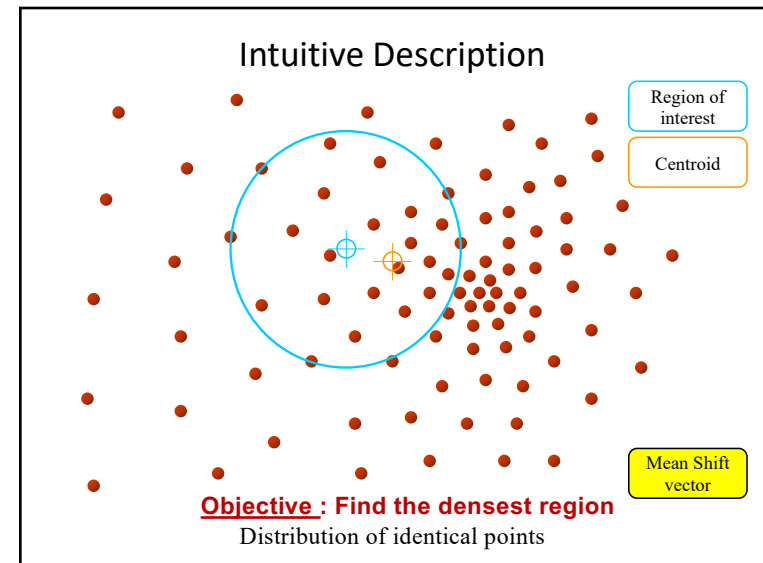 Intuitive Description
Region of
interest
Centroid
Mean Shift
vector
Objective : Find the densest region
Distribution of identical points